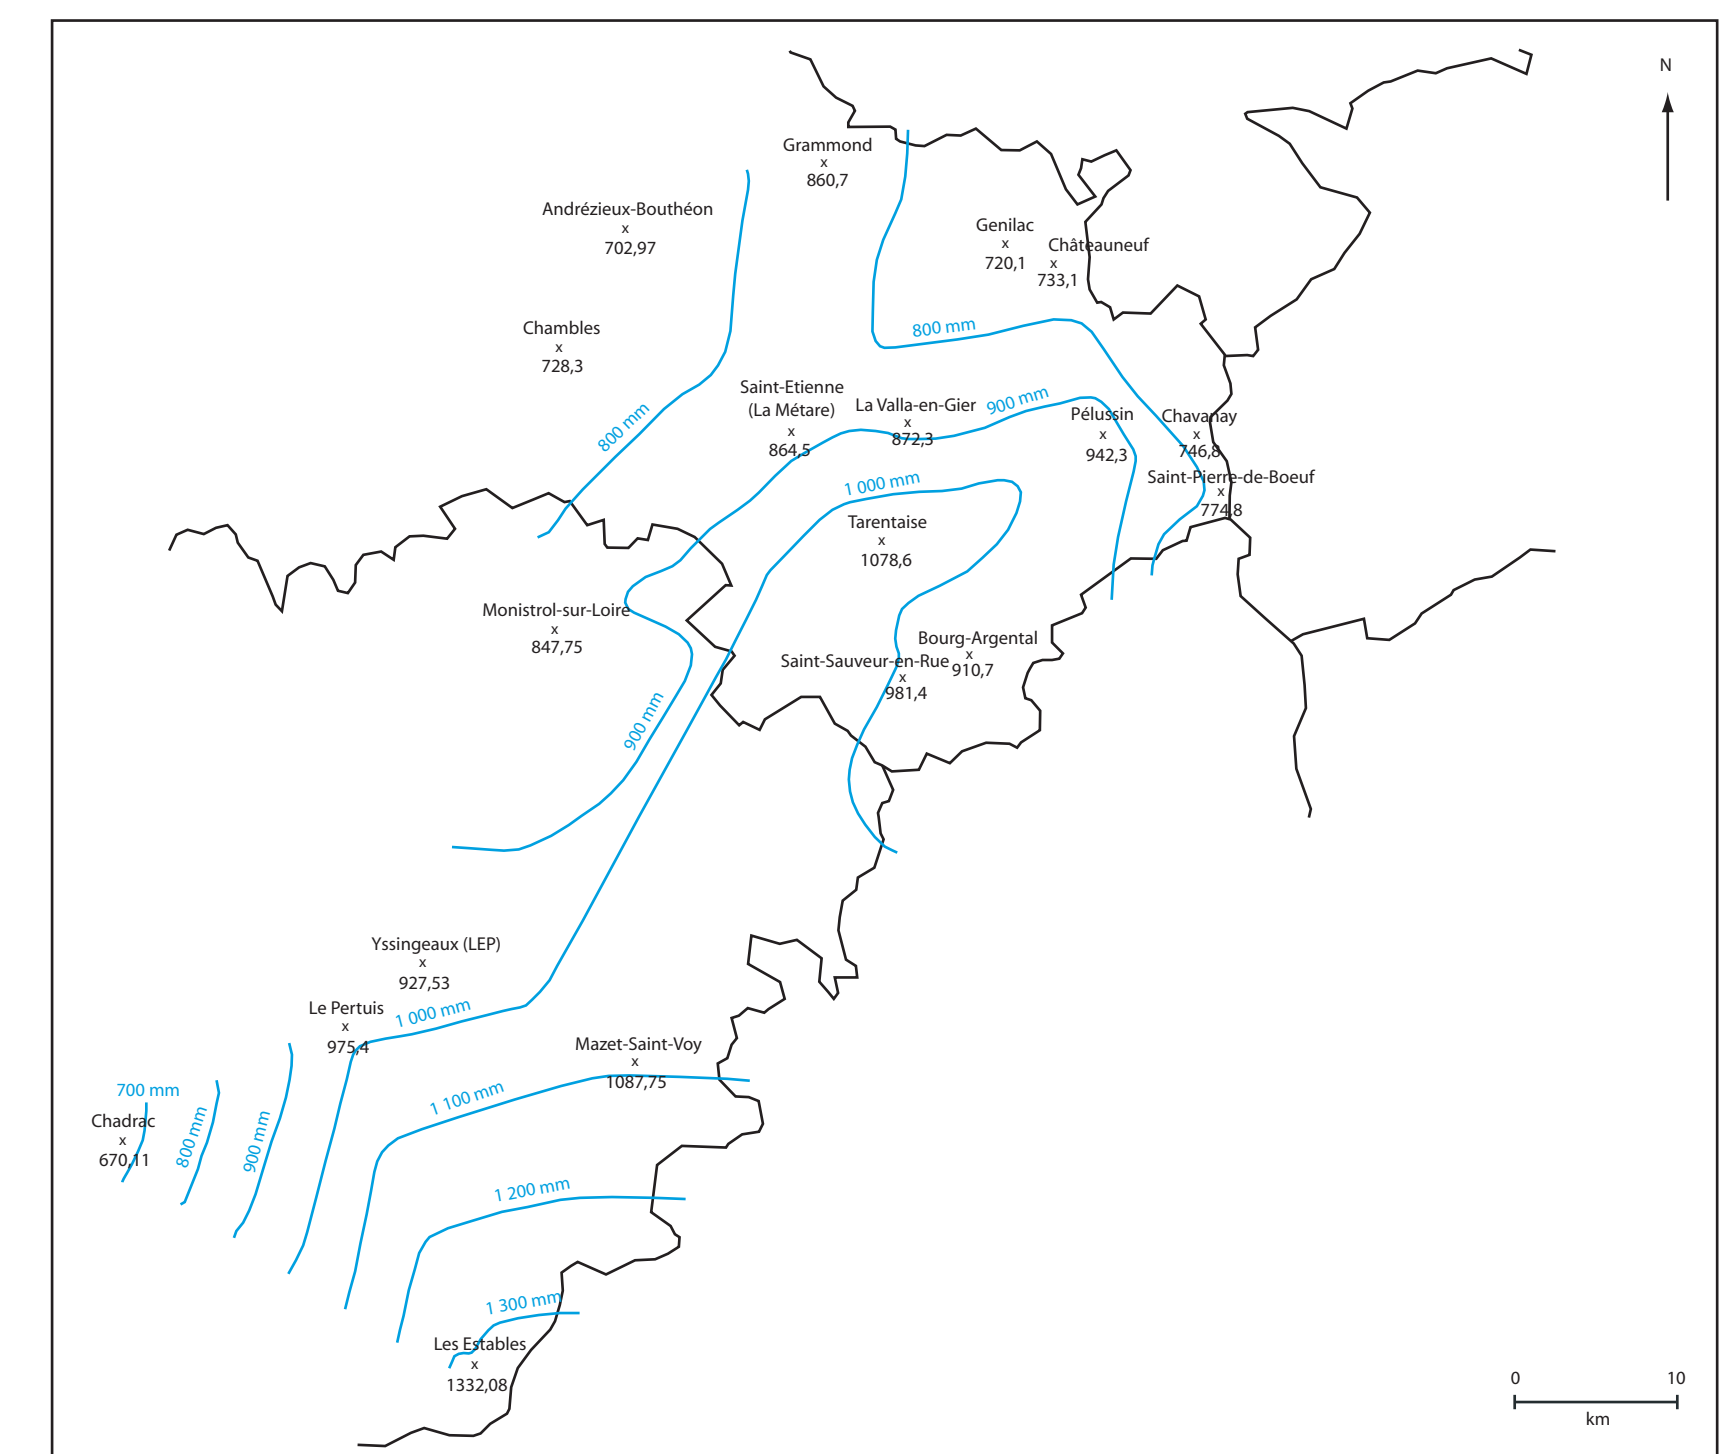 N
Grammond
x
860,7
Andrézieux-Bouthéon
x
702,97
Genilac
x
720,1
Châteauneuf
x
733,1
Chambles
x
728,3
800 mm
800 mm
Saint-Etienne
(La Métare)
x
864,5
La Valla-en-Gier
x
872,3
900 mm
Pélussin
x
942,3
Chavanay
x
746,8
Saint-Pierre-de-Boeuf
x
774,8
1 000 mm
Tarentaise
x
1078,6
Monistrol-sur-Loire
x
847,75
Bourg-Argental
x
910,7
Saint-Sauveur-en-Rue
x
981,4
900 mm
Yssingeaux (LEP)
x
927,53
Le Pertuis
x
975,4
1 000 mm
Mazet-Saint-Voy
x
1087,75
700 mm
Chadrac
x
670,11
800 mm
900 mm
1 100 mm
1 200 mm
1 300 mm
Les Estables
x
1332,08
0 10
km